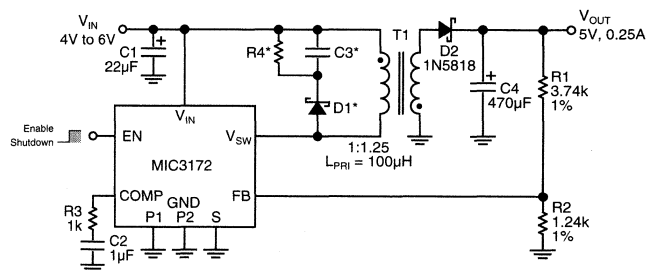 VIN
4V to 6V
C1
22µF
R4*
C3*
D1*
T1
D2
1N5818
VOUT
5V, 0.25A
C4
470µF
R1
3.74k
1%
Enable
Shutdown
EN
VIN
VSW
MIC3172
1:1.25
LPRI = 100µH
COMP
GND
FB
P1 P2 S
R3
1k
C2
1µF
R2
1.24k
1%